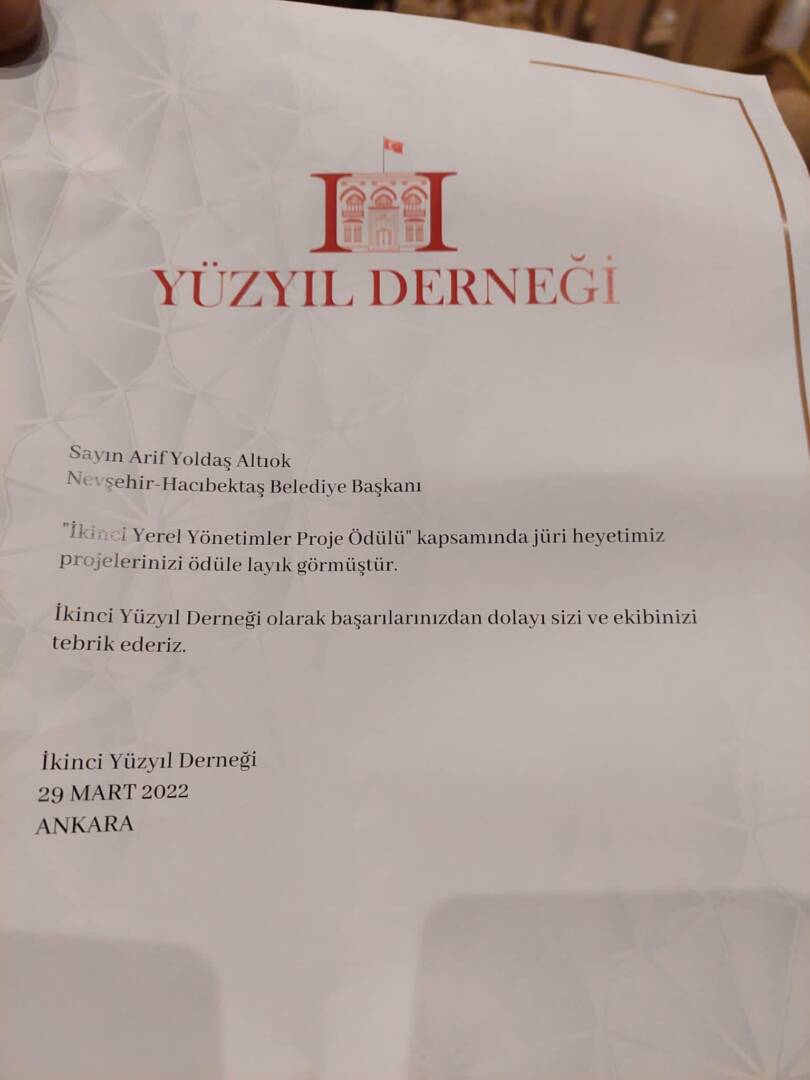 II
YÜZYIL DERNEĞİ
Sayın Arif Yoldaş Altıok
Nevşehir-Hacıbektaş Belediye Başkanı
"İkinci Yerel Yönetimler Proje Ödülü" kapsamında jüri heyetimiz
projelerinizi ödüle layık görmüştür.
İkinci Yüzyıl Derneği olarak başarılarınızdan dolayı sizi ve ekibinizi
tebrik ederiz.
İkinci Yüzyıl Derneği
29 MART 2022
ANKARA